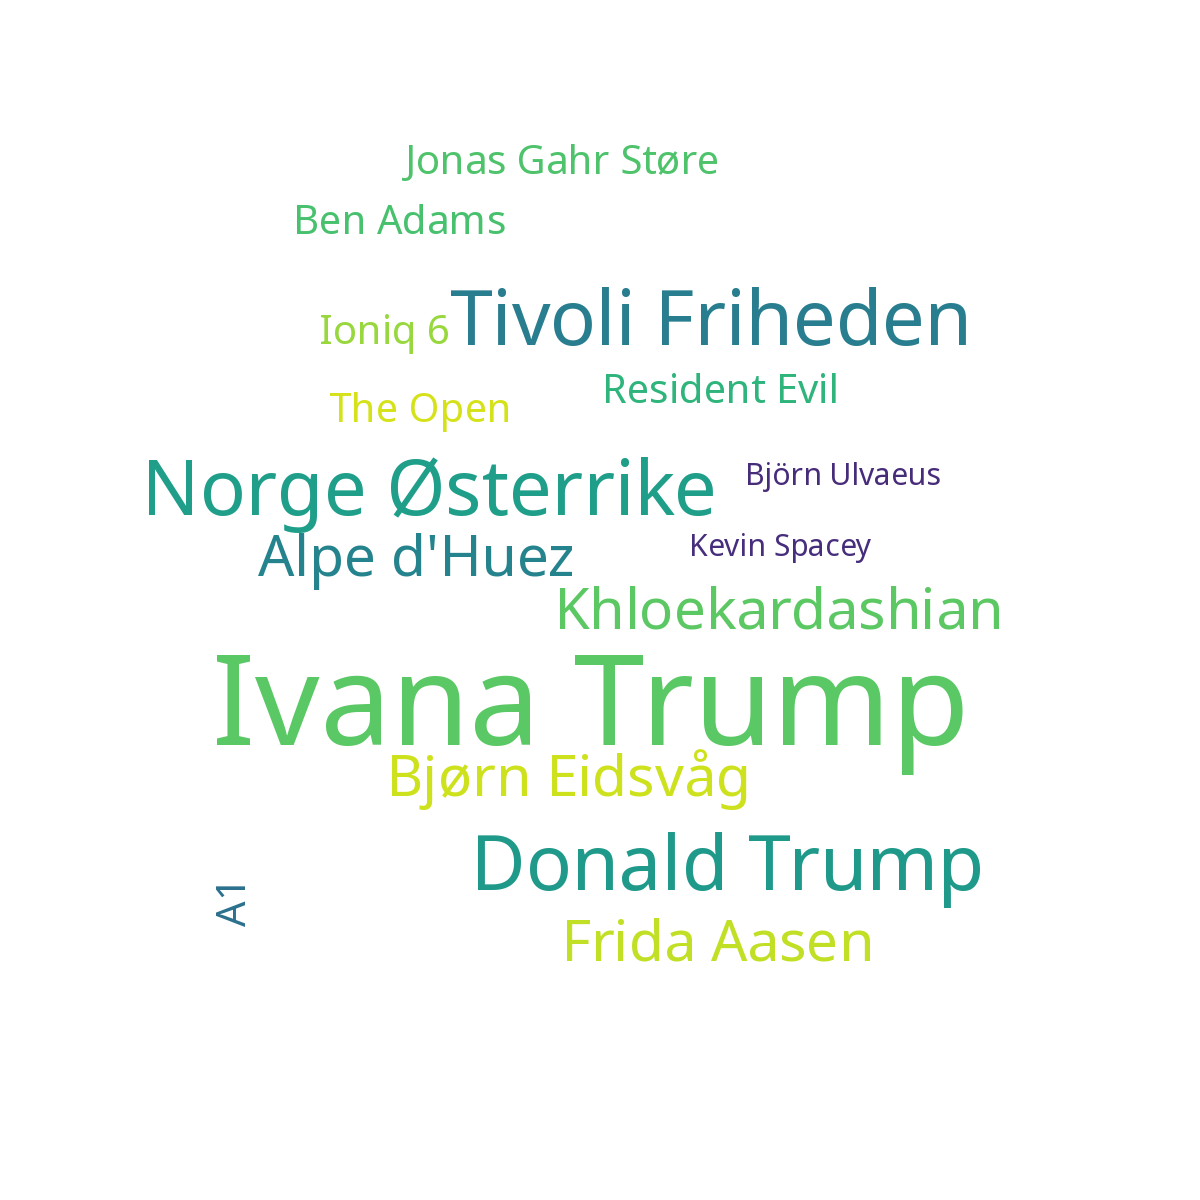 Jonas Gahr Støre
Ben Adams
Tivoli Friheden
Ioniq 6
Resident Evil
The Open
Norge Østerrike
Björn Ulvaeus
Alpe d'Huez
Kevin Spacey
Khloekardashian
Ivana Trump
Bjørn Eidsvåg
Donald Trump
A1
Frida Aasen